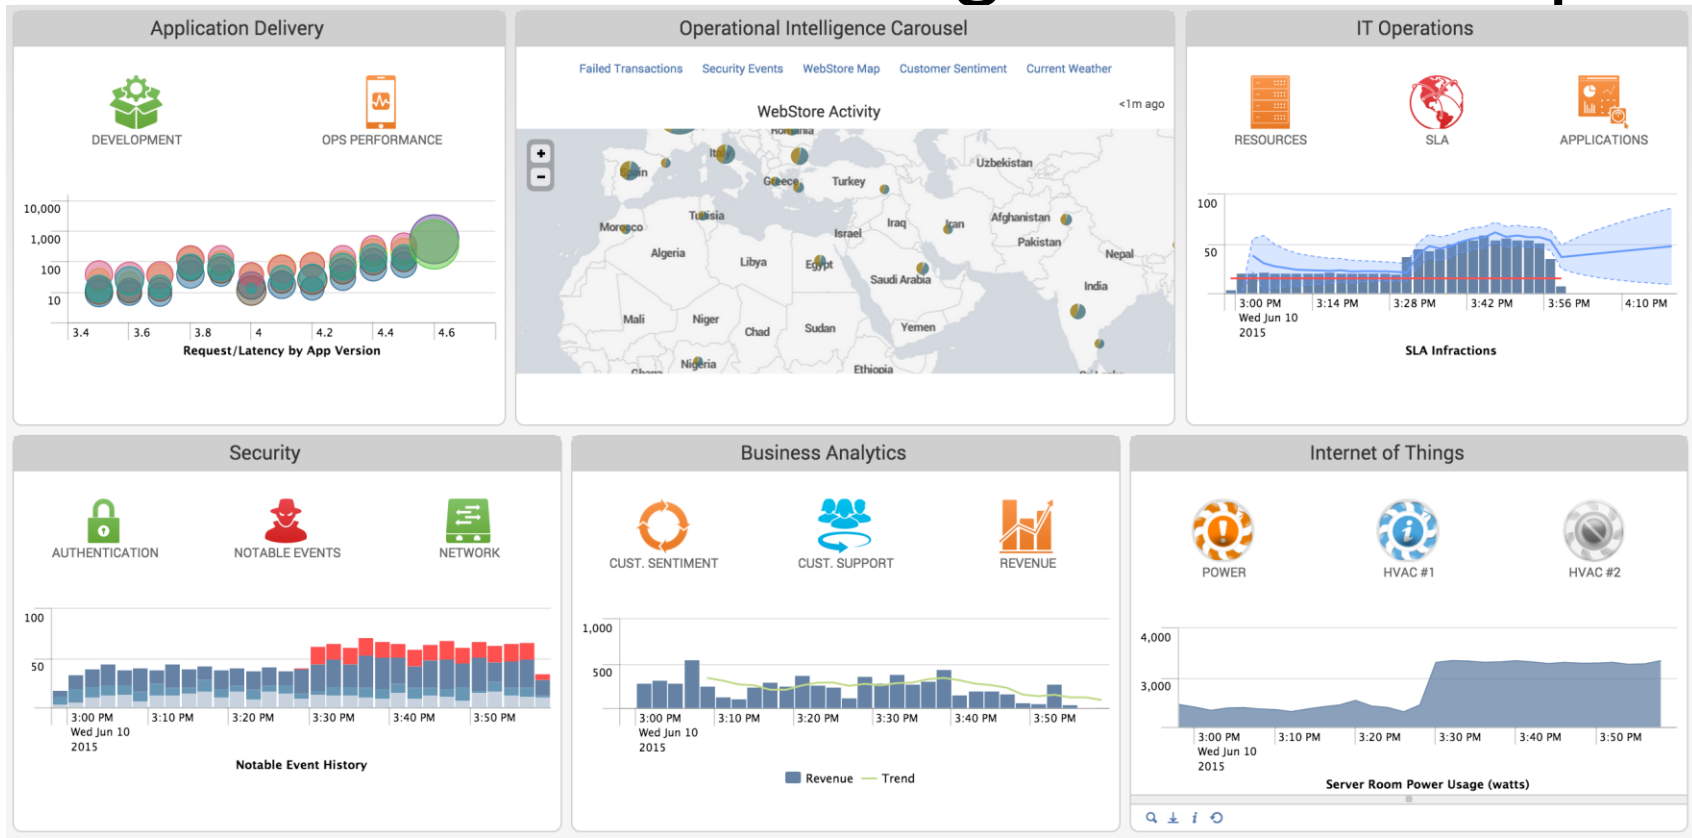 Application Delivery
DEVELOPMENT
OPS PERFORMANCE
10,000
1,000
100
10
3.4
3.6
3.8
4
4.2
4.4
4.6
Request/Latency by App Version
Operational Intelligence Carousel
Failed Transactions
Security Events
WebStore Map
Customer Sentiment
Current Weather
WebStore Activity
<1m ago
+
−
Romania
Italy
Spain
Greece
Turkey
Uzbekistan
Tunisia
Morocco
Israel
Iraq
Iran
Afghanistan
Pakistan
Nepal
Algeria
Libya
Egypt
Saudi Arabia
India
Mali
Niger
Chad
Sudan
Yemen
Nigeria
Ghana
Ethiopia
Sri Lanka
IT Operations
RESOURCES
SLA
APPLICATIONS
100
50
3:00 PM
Wed Jun 10
2015
3:14 PM
3:28 PM
3:42 PM
3:56 PM
4:10 PM
SLA Infractions
Security
AUTHENTICATION
NOTABLE EVENTS
NETWORK
100
50
3:00 PM
Wed Jun 10
2015
3:10 PM
3:20 PM
3:30 PM
3:40 PM
3:50 PM
Notable Event History
Business Analytics
CUST. SENTIMENT
CUST. SUPPORT
REVENUE
1,000
500
3:00 PM
Wed Jun 10
2015
3:10 PM
3:20 PM
3:30 PM
3:40 PM
3:50 PM
Revenue
Trend
Internet of Things
POWER
HVAC #1
HVAC #2
4,000
3,000
3:00 PM
Wed Jun 10
2015
3:10 PM
3:20 PM
3:30 PM
3:40 PM
3:50 PM
Server Room Power Usage (watts)